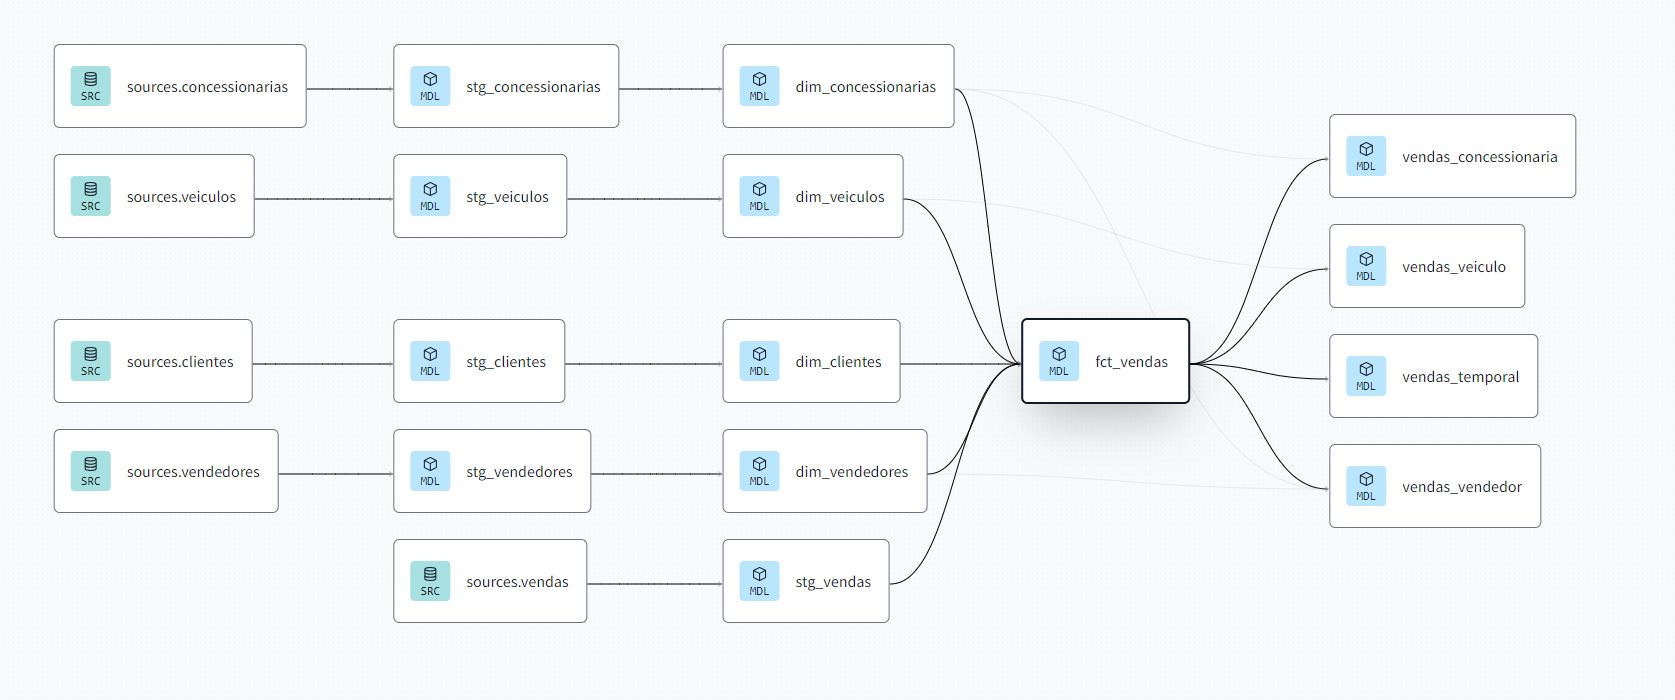 SRC
sources.concessionarias
MDL
stg_concessionarias
MDL
dim_concessionarias
MDL
vendas_concessionaria
SRC
sources.veiculos
MDL
stg_veiculos
MDL
dim_veiculos
MDL
vendas_veiculo
SRC
sources.clientes
MDL
stg_clientes
MDL
dim_clientes
MDL
fct_vendas
MDL
vendas_temporal
SRC
sources.vendedores
MDL
stg_vendedores
MDL
dim_vendedores
MDL
vendas_vendedor
SRC
sources.vendas
MDL
stg_vendas